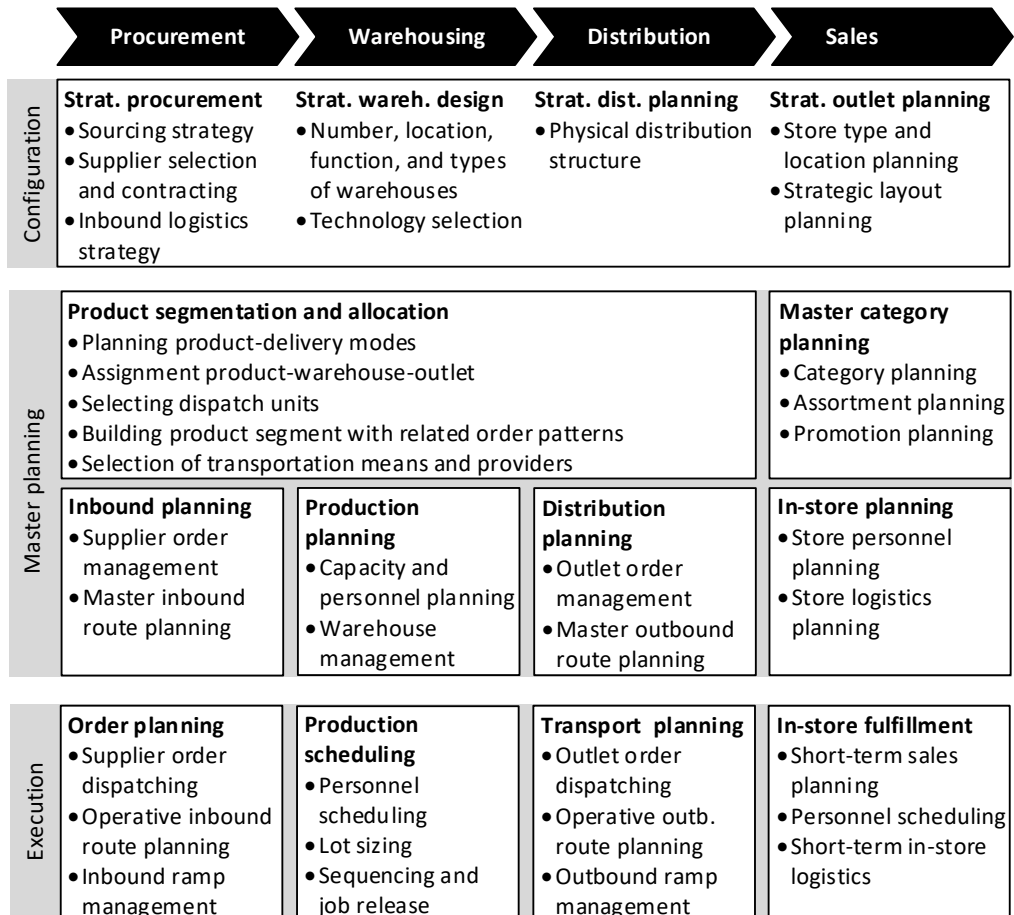 Procurement
Warehousing
Distribution
Sales
Configuration
Strat. procurement
• Sourcing strategy
• Supplier selection
and contracting
• Inbound logistics
strategy
Strat. wareh. design
• Number, location,
function, and types
of warehouses
• Technology selection
Strat. dist. planning
• Physical distribution
structure
Strat. outlet planning
• Store type and
location planning
• Strategic layout
planning
Master planning
Product segmentation and allocation
• Planning product-delivery modes
• Assignment product-warehouse-outlet
• Selecting dispatch units
• Building product segment with related order patterns
• Selection of transportation means and providers
Master category
planning
• Category planning
• Assortment planning
• Promotion planning
Inbound planning
• Supplier order
management
• Master inbound
route planning
Production
planning
• Capacity and
personnel planning
• Warehouse
management
Distribution
planning
• Outlet order
management
• Master outbound
route planning
In-store planning
• Store personnel
planning
• Store logistics
planning
Execution
Order planning
• Supplier order
dispatching
• Operative inbound
route planning
• Inbound ramp
management
Production
scheduling
• Personnel
scheduling
• Lot sizing
• Sequencing and
job release
Transport planning
• Outlet order
dispatching
• Operative outb.
route planning
• Outbound ramp
management
In-store fulfillment
• Short-term sales
planning
• Personnel scheduling
• Short-term in-store
logistics